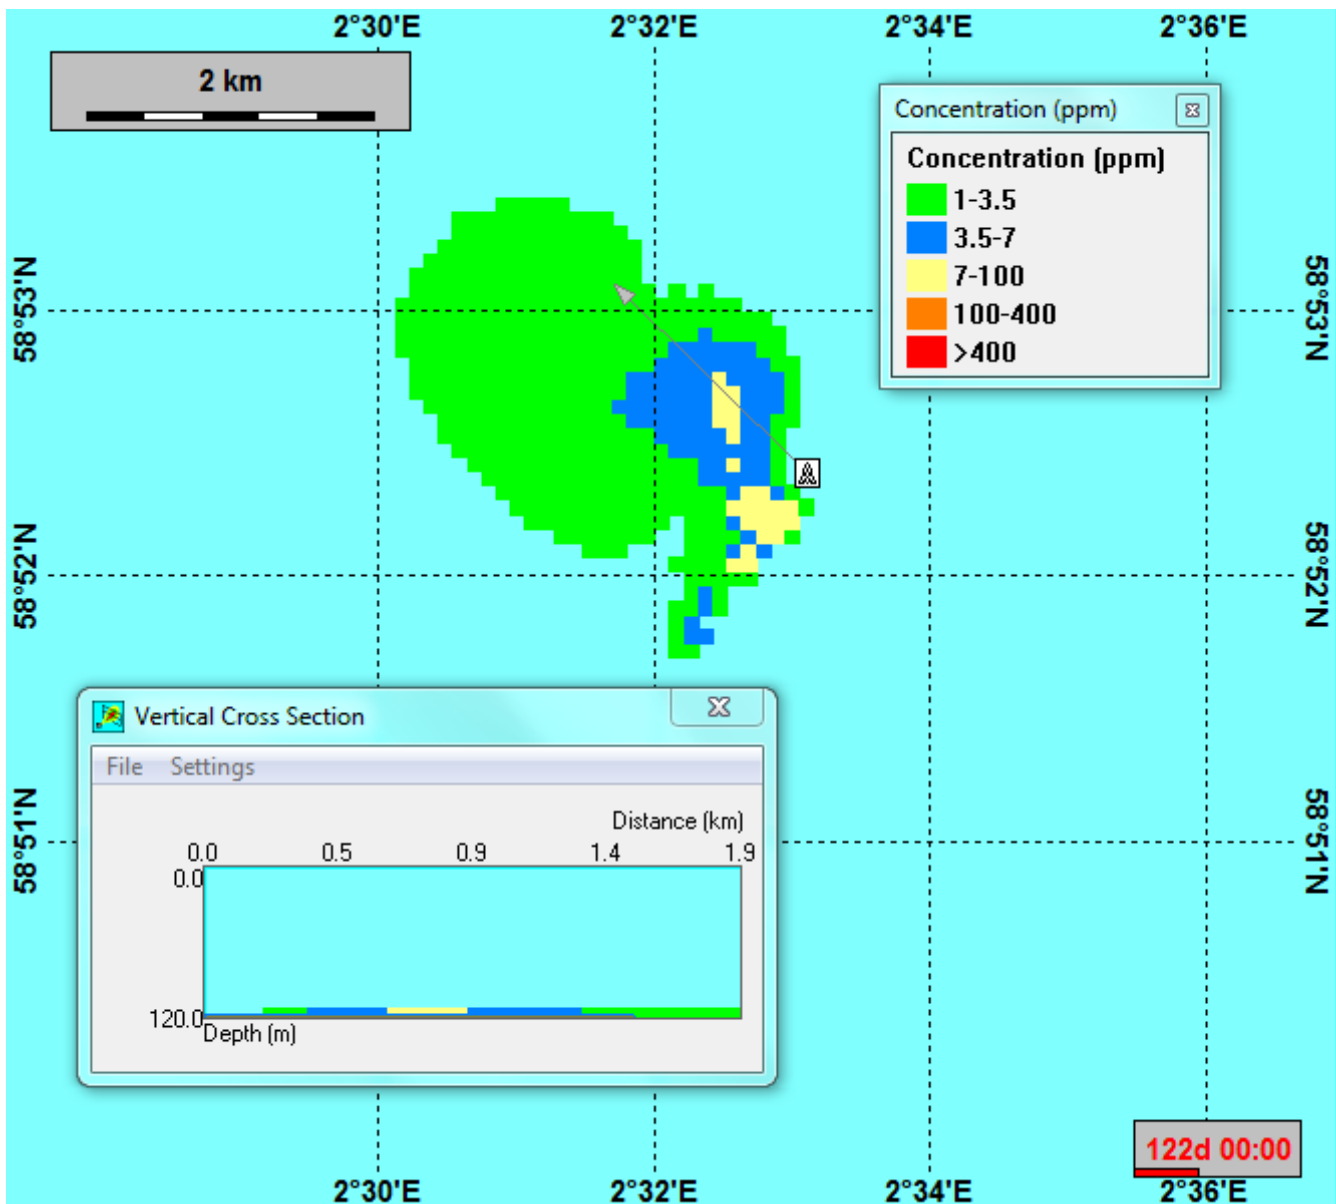 2°30'E 2°32'E 2°34'E 2°36'E
2 km
Concentration (ppm)
Concentration (ppm)
1-3.5
3.5-7
7-100
100-400
>400
58°53'N 58°53'N
58°52'N 58°52'N
Vertical Cross Section
File Settings
Distance (km)
0.0 0.5 0.9 1.4 1.9
0.0
120.0
Depth (m)
58°51'N 58°51'N
122d 00:00
2°30'E 2°32'E 2°34'E 2°36'E